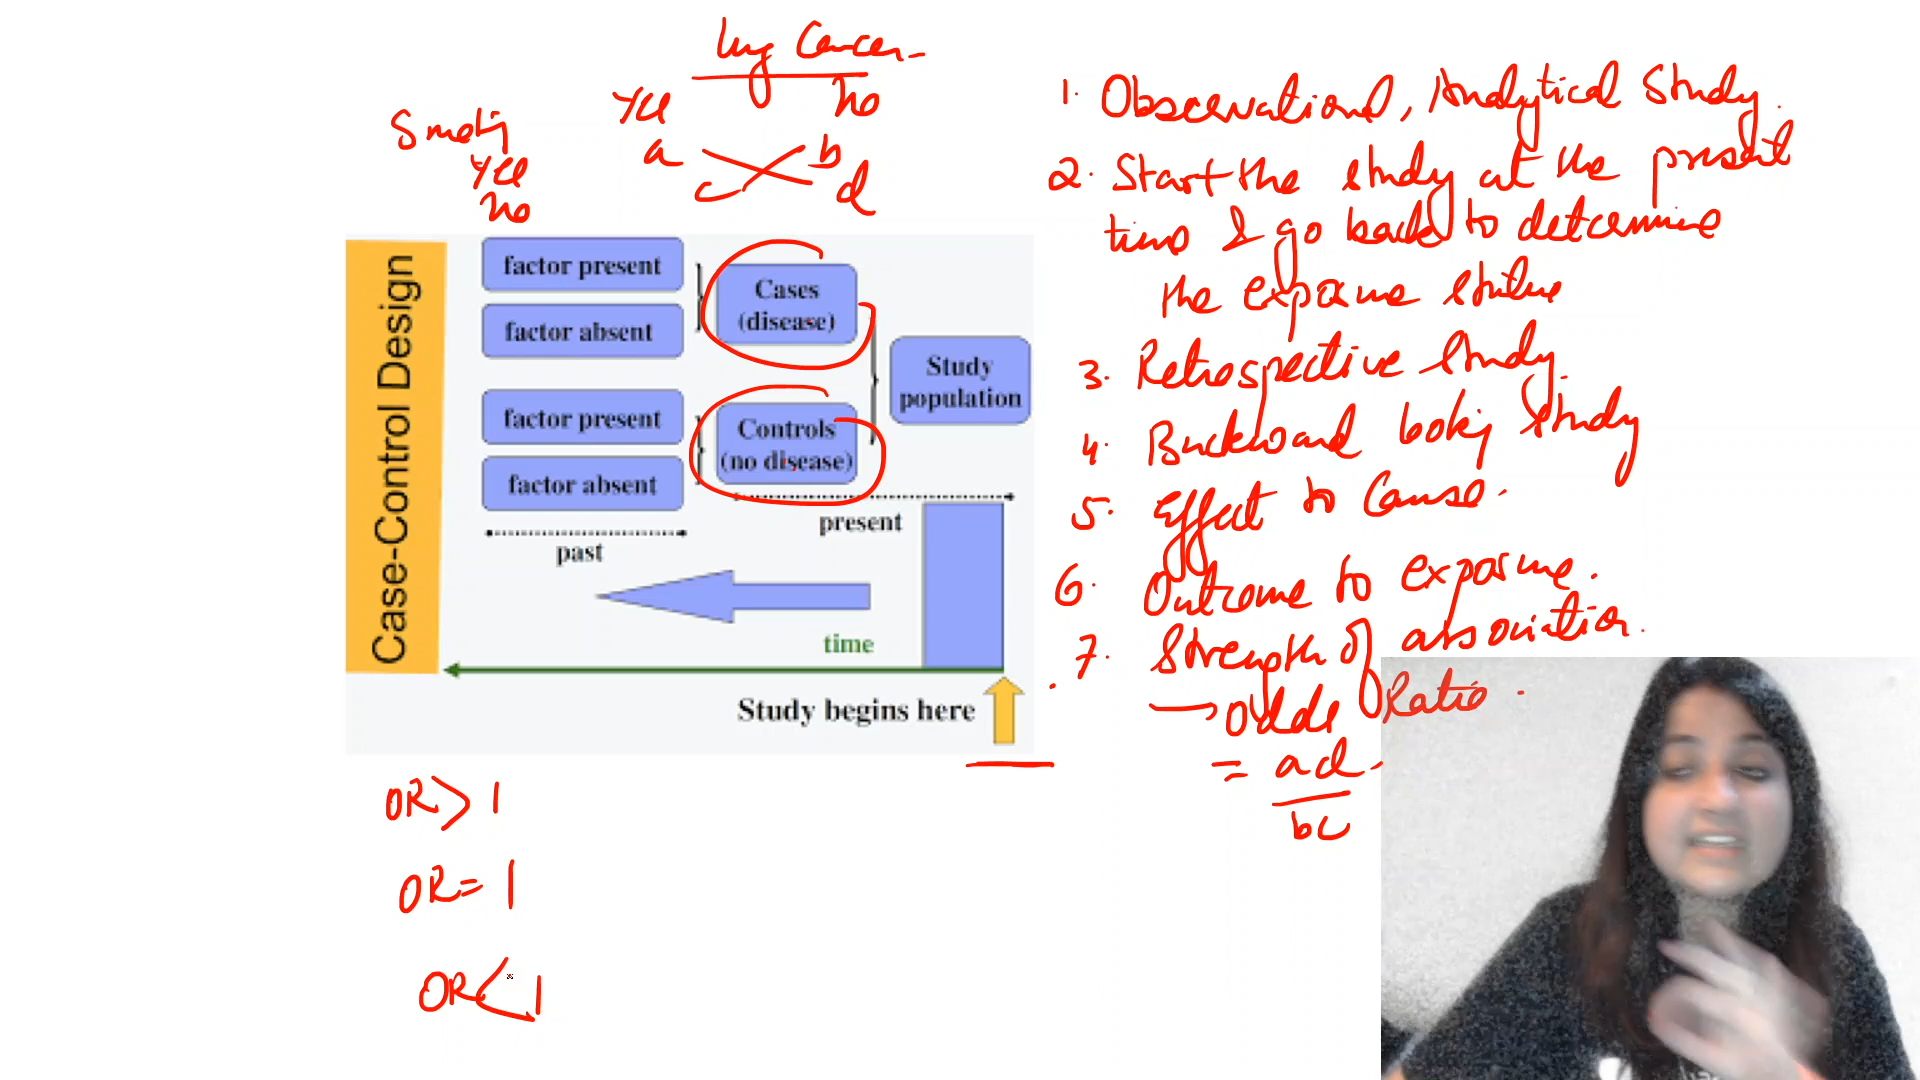 lung Cancer
Yes no
Smoking
a b
Yes
c d
no
1. Observational, Analytical Study.
2. Start the study at the present
time & go back to determine
the exposure status
3. Retrospective study.
4. Backward looking study
5. Effect to Cause.
6. Outcome to exposure.
7. Strength of association.
→ Odds Ratio.
= ad
bc
Case-Control Design
factor present
factor absent
factor present
factor absent
Cases
(disease)
Controls
(no disease)
Study
population
present
past
time
Study begins here
OR > 1
OR = 1
OR < 1